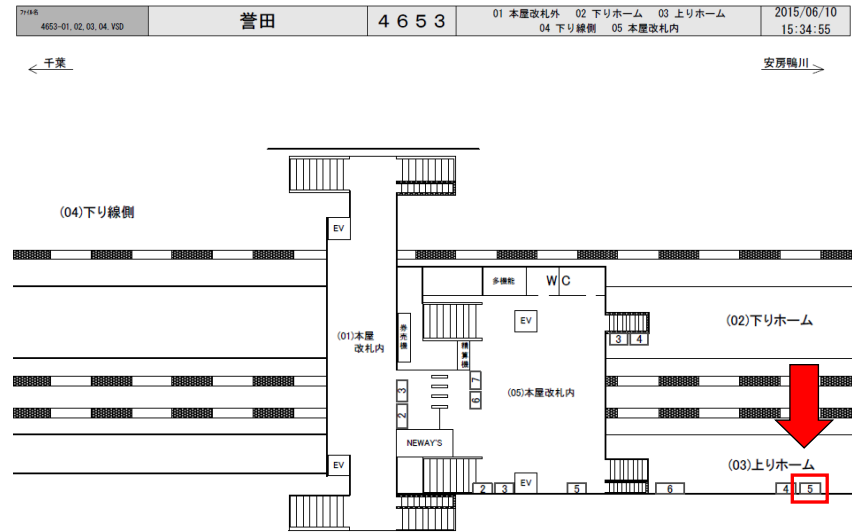 ファイル名
4653-01, 02, 03, 04. VSD
誉田
4653
01 本屋改札外 02 下りホーム 03 上りホーム
04 下り線側 05 本屋改札内
2015/06/10
15:34:55
千葉
安房鴨川
(04)下り線側
EV
多機能
WC
(01)本屋
改札内
券売機
EV
(02)下りホーム
3 4
精算機
3
2
7
6
(05)本屋改札内
NEWAY'S
EV
(03)上りホーム
2 3 EV 5 6 4 5